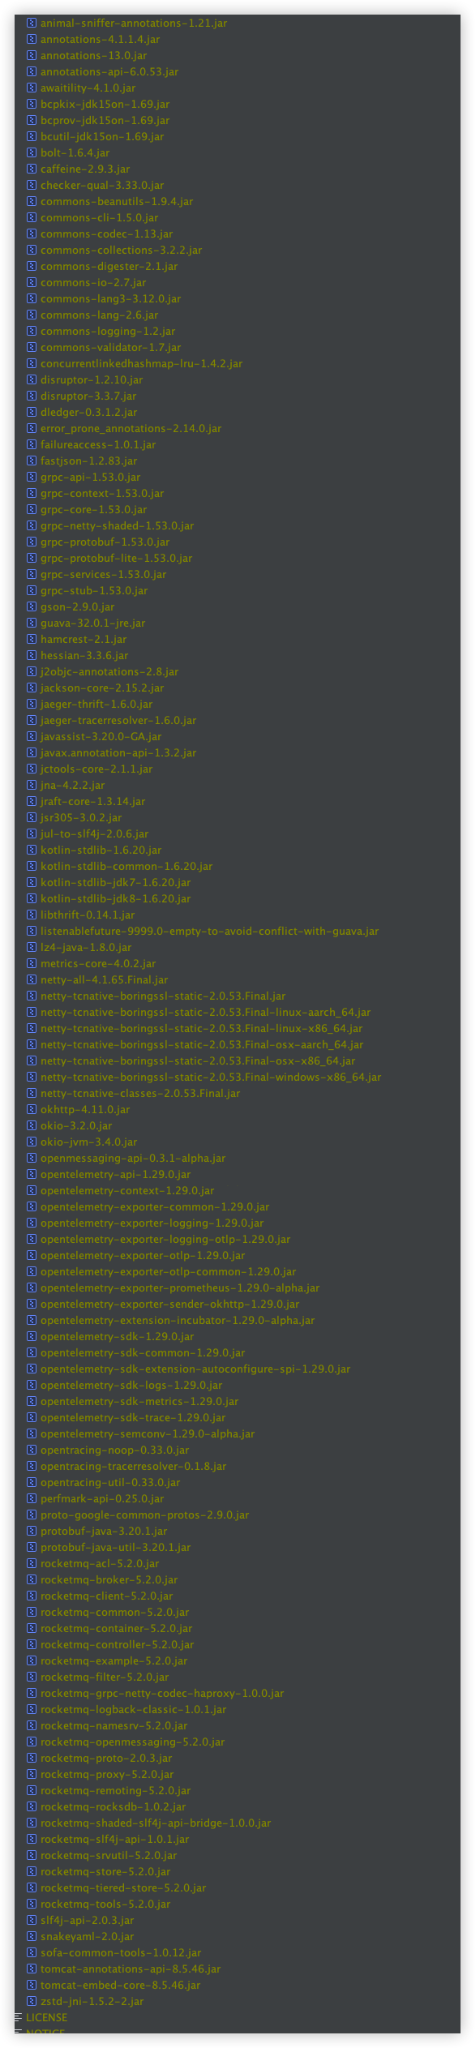 animal-sniffer-annotations-1.21.jar
annotations-4.1.1.4.jar
annotations-13.0.jar
annotations-api-6.0.53.jar
awaitility-4.1.0.jar
bcpkix-jdk15on-1.69.jar
bcprov-jdk15on-1.69.jar
bcutil-jdk15on-1.69.jar
bolt-1.6.4.jar
caffeine-2.9.3.jar
checker-qual-3.33.0.jar
commons-beanutils-1.9.4.jar
commons-cli-1.5.0.jar
commons-codec-1.13.jar
commons-collections-3.2.2.jar
commons-digester-2.1.jar
commons-io-2.7.jar
commons-lang3-3.12.0.jar
commons-lang-2.6.jar
commons-logging-1.2.jar
commons-validator-1.7.jar
concurrentlinkedhashmap-lru-1.4.2.jar
disruptor-1.2.10.jar
disruptor-3.3.7.jar
dledger-0.3.1.2.jar
error_prone_annotations-2.14.0.jar
failureaccess-1.0.1.jar
fastjson-1.2.83.jar
grpc-api-1.53.0.jar
grpc-context-1.53.0.jar
grpc-core-1.53.0.jar
grpc-netty-shaded-1.53.0.jar
grpc-protobuf-1.53.0.jar
grpc-protobuf-lite-1.53.0.jar
grpc-services-1.53.0.jar
grpc-stub-1.53.0.jar
gson-2.9.0.jar
guava-32.0.1-jre.jar
hamcrest-2.1.jar
hessian-3.3.6.jar
j2objc-annotations-2.8.jar
jackson-core-2.15.2.jar
jaeger-thrift-1.6.0.jar
jaeger-tracerresolver-1.6.0.jar
javassist-3.20.0-GA.jar
javax.annotation-api-1.3.2.jar
jctools-core-2.1.1.jar
jna-4.2.2.jar
jraft-core-1.3.14.jar
jsr305-3.0.2.jar
jul-to-slf4j-2.0.6.jar
kotlin-stdlib-1.6.20.jar
kotlin-stdlib-common-1.6.20.jar
kotlin-stdlib-jdk7-1.6.20.jar
kotlin-stdlib-jdk8-1.6.20.jar
libthrift-0.14.1.jar
listenablefuture-9999.0-empty-to-avoid-conflict-with-guava.jar
lz4-java-1.8.0.jar
metrics-core-4.0.2.jar
netty-all-4.1.65.Final.jar
netty-tcnative-boringssl-static-2.0.53.Final.jar
netty-tcnative-boringssl-static-2.0.53.Final-linux-aarch_64.jar
netty-tcnative-boringssl-static-2.0.53.Final-linux-x86_64.jar
netty-tcnative-boringssl-static-2.0.53.Final-osx-aarch_64.jar
netty-tcnative-boringssl-static-2.0.53.Final-osx-x86_64.jar
netty-tcnative-boringssl-static-2.0.53.Final-windows-x86_64.jar
netty-tcnative-classes-2.0.53.Final.jar
okhttp-4.11.0.jar
okio-3.2.0.jar
okio-jvm-3.4.0.jar
openmessaging-api-0.3.1-alpha.jar
opentelemetry-api-1.29.0.jar
opentelemetry-context-1.29.0.jar
opentelemetry-exporter-common-1.29.0.jar
opentelemetry-exporter-logging-1.29.0.jar
opentelemetry-exporter-logging-otlp-1.29.0.jar
opentelemetry-exporter-otlp-1.29.0.jar
opentelemetry-exporter-otlp-common-1.29.0.jar
opentelemetry-exporter-prometheus-1.29.0-alpha.jar
opentelemetry-exporter-sender-okhttp-1.29.0.jar
opentelemetry-extension-incubator-1.29.0-alpha.jar
opentelemetry-sdk-1.29.0.jar
opentelemetry-sdk-common-1.29.0.jar
opentelemetry-sdk-extension-autoconfigure-spi-1.29.0.jar
opentelemetry-sdk-logs-1.29.0.jar
opentelemetry-sdk-metrics-1.29.0.jar
opentelemetry-sdk-trace-1.29.0.jar
opentelemetry-semconv-1.29.0-alpha.jar
opentracing-noop-0.33.0.jar
opentracing-tracerresolver-0.1.8.jar
opentracing-util-0.33.0.jar
perfmark-api-0.25.0.jar
proto-google-common-protos-2.9.0.jar
protobuf-java-3.20.1.jar
protobuf-java-util-3.20.1.jar
rocketmq-acl-5.2.0.jar
rocketmq-broker-5.2.0.jar
rocketmq-client-5.2.0.jar
rocketmq-common-5.2.0.jar
rocketmq-container-5.2.0.jar
rocketmq-controller-5.2.0.jar
rocketmq-example-5.2.0.jar
rocketmq-filter-5.2.0.jar
rocketmq-grpc-netty-codec-haproxy-1.0.0.jar
rocketmq-logback-classic-1.0.1.jar
rocketmq-namesrv-5.2.0.jar
rocketmq-openmessaging-5.2.0.jar
rocketmq-proto-2.0.3.jar
rocketmq-proxy-5.2.0.jar
rocketmq-remoting-5.2.0.jar
rocketmq-rocksdb-1.0.2.jar
rocketmq-shaded-slf4j-api-bridge-1.0.0.jar
rocketmq-slf4j-api-1.0.1.jar
rocketmq-srvutil-5.2.0.jar
rocketmq-store-5.2.0.jar
rocketmq-tiered-store-5.2.0.jar
rocketmq-tools-5.2.0.jar
slf4j-api-2.0.3.jar
snakeyaml-2.0.jar
sofa-common-tools-1.0.12.jar
tomcat-annotations-api-8.5.46.jar
tomcat-embed-core-8.5.46.jar
zstd-jni-1.5.2-2.jar
LICENSE
NOTICE